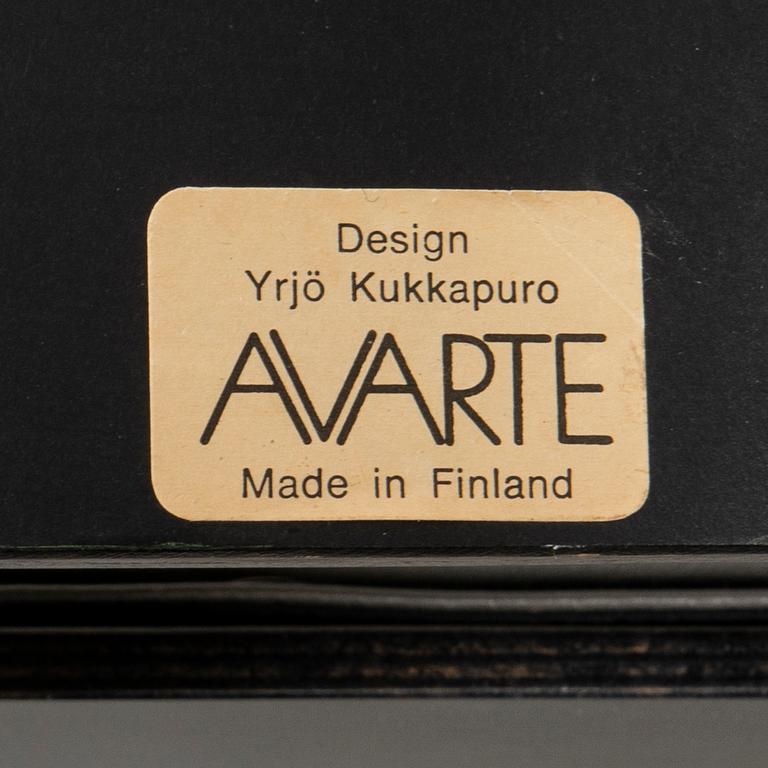 Design
Yrjö Kukkapuro
AVARTE
Made in Finland